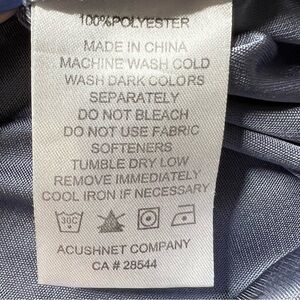 100%POLYESTER
MADE IN CHINA
MACHINE WASH COLD
WASH DARK COLORS
SEPARATELY
DO NOT BLEACH
DO NOT USE FABRIC
SOFTENERS
TUMBLE DRY LOW
REMOVE IMMEDIATELY
COOL IRON IF NECESSARY
30C
ACUSHNET COMPANY
CA # 28544